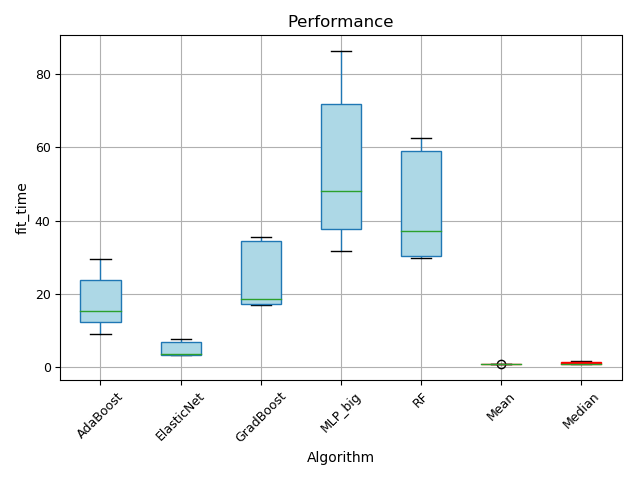 Performance
fit_time
80
60
40
20
0
AdaBoost
ElasticNet
GradBoost
MLP_big
RF
Mean
Median
Algorithm